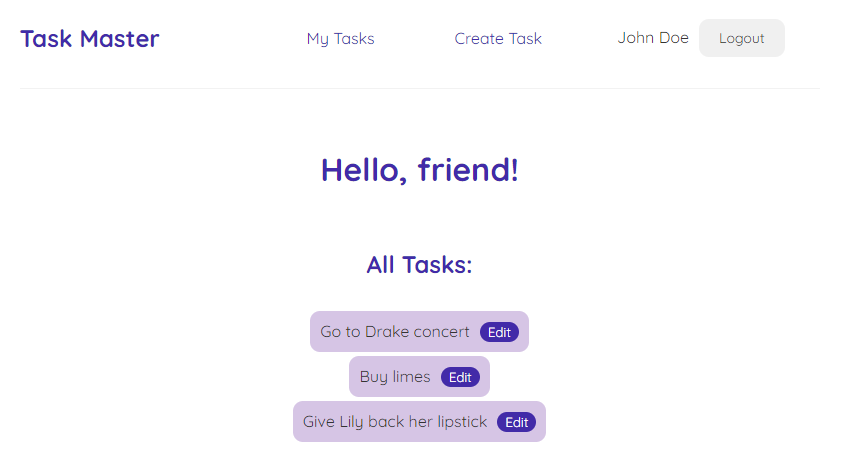 Task Master My Tasks Create Task John Doe Logout
Hello, friend!
All Tasks:
Go to Drake concert Edit
Buy limes Edit
Give Lily back her lipstick Edit